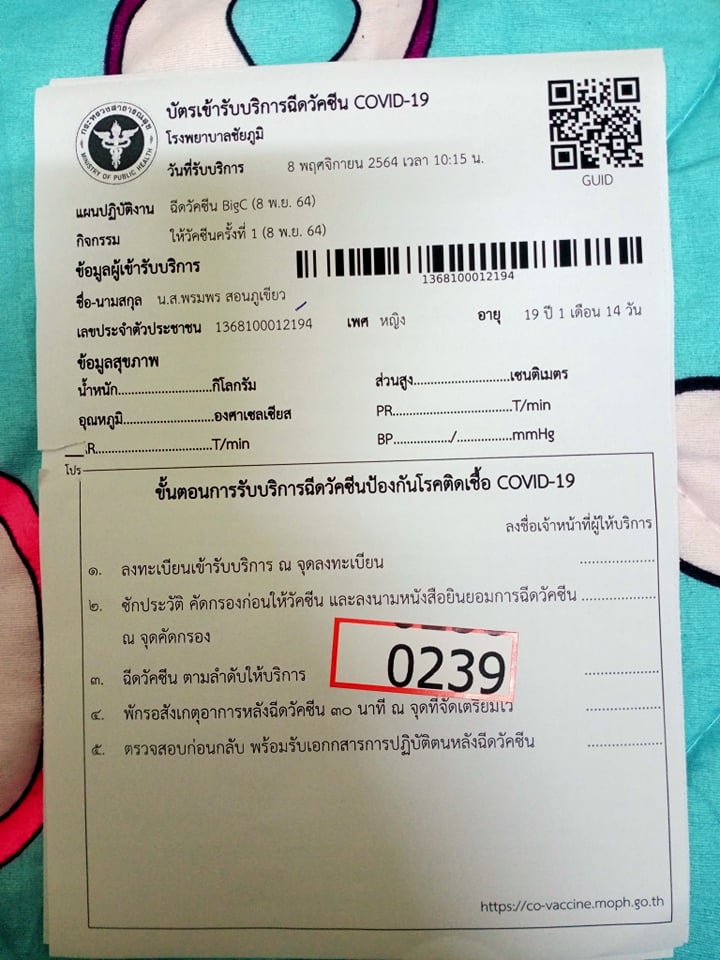 บัตรเข้ารับบริการฉีดวัคซีน COVID-19
โรงพยาบาลชัยภูมิ
กระทรวงสาธารณสุข
MINISTRY OF PUBLIC HEALTH
วันที่รับบริการ 8 พฤศจิกายน 2564 เวลา 10:15 น.
GUID
แผนปฏิบัติงาน ฉีดวัคซีน BigC (8 พ.ย. 64)
กิจกรรม ให้วัคซีนครั้งที่ 1 (8 พ.ย. 64)
ข้อมูลผู้เข้ารับบริการ
1368100012194
ชื่อ-นามสกุล น.ส.พรมพร สอนภูเขียว
เลขประจำตัวประชาชน 1368100012194 เพศ หญิง อายุ 19 ปี 1 เดือน 14 วัน
ข้อมูลสุขภาพ
น้ำหนัก..........................กิโลกรัม ส่วนสูง..........................เซนติเมตร
อุณหภูมิ.........................องศาเซลเซียส PR.................................T/min
R................................T/min BP.............../...............mmHg
โปร
ขั้นตอนการรับบริการฉีดวัคซีนป้องกันโรคติดเชื้อ COVID-19
ลงชื่อเจ้าหน้าที่ผู้ให้บริการ
๑. ลงทะเบียนเข้ารับบริการ ณ จุดลงทะเบียน ....................
๒. ซักประวัติ คัดกรองก่อนให้วัคซีน และลงนามหนังสือยินยอมการฉีดวัคซีน ....................
ณ จุดคัดกรอง
0239
๓. ฉีดวัคซีน ตามลำดับให้บริการ ....................
๔. พักรอสังเกตุอาการหลังฉีดวัคซีน ๓๐ นาที ณ จุดที่จัดเตรียมไว้ ....................
๕. ตรวจสอบก่อนกลับ พร้อมรับเอกกสารการปฏิบัติตนหลังฉีดวัคซีน ....................
https://co-vaccine.moph.go.th